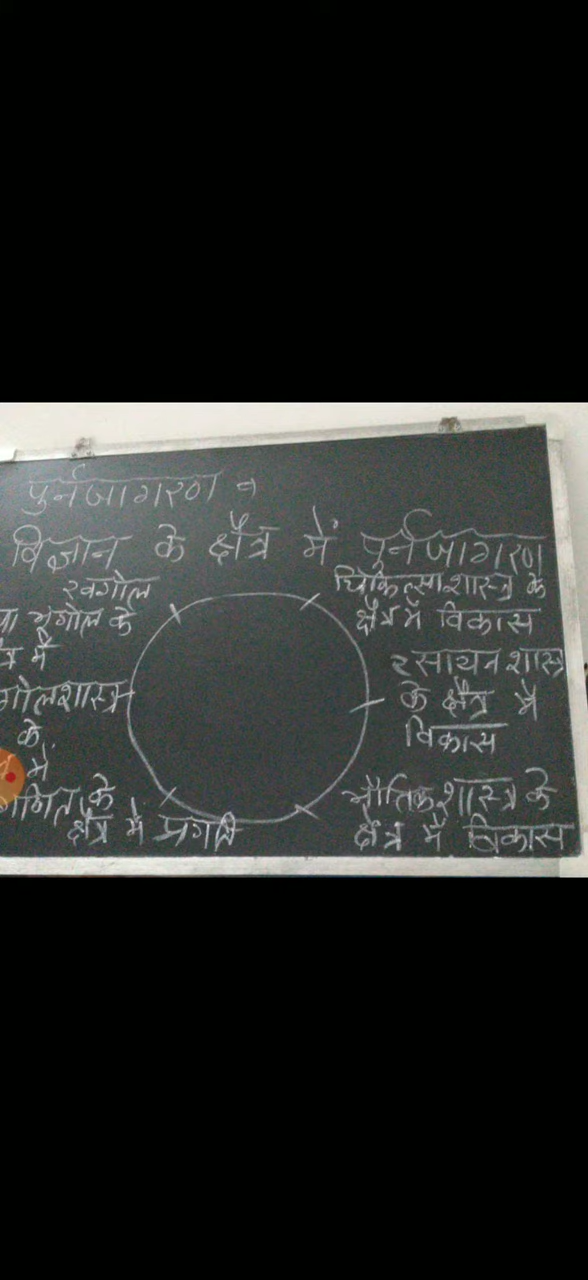 पुर्नजागरण न
विज्ञान के क्षैत्र में पुर्नजागरण
खगोल
भूगोल के
त्र में
गोलशास्त्र
के
में
गणित के
क्षैत्र में प्रगति
चिकित्साशास्त्र के
क्षैत्र में विकास
रसायनशास्त्र
के क्षैत्र में
विकास
भौतिकशास्त्र के
क्षैत्र में विकास